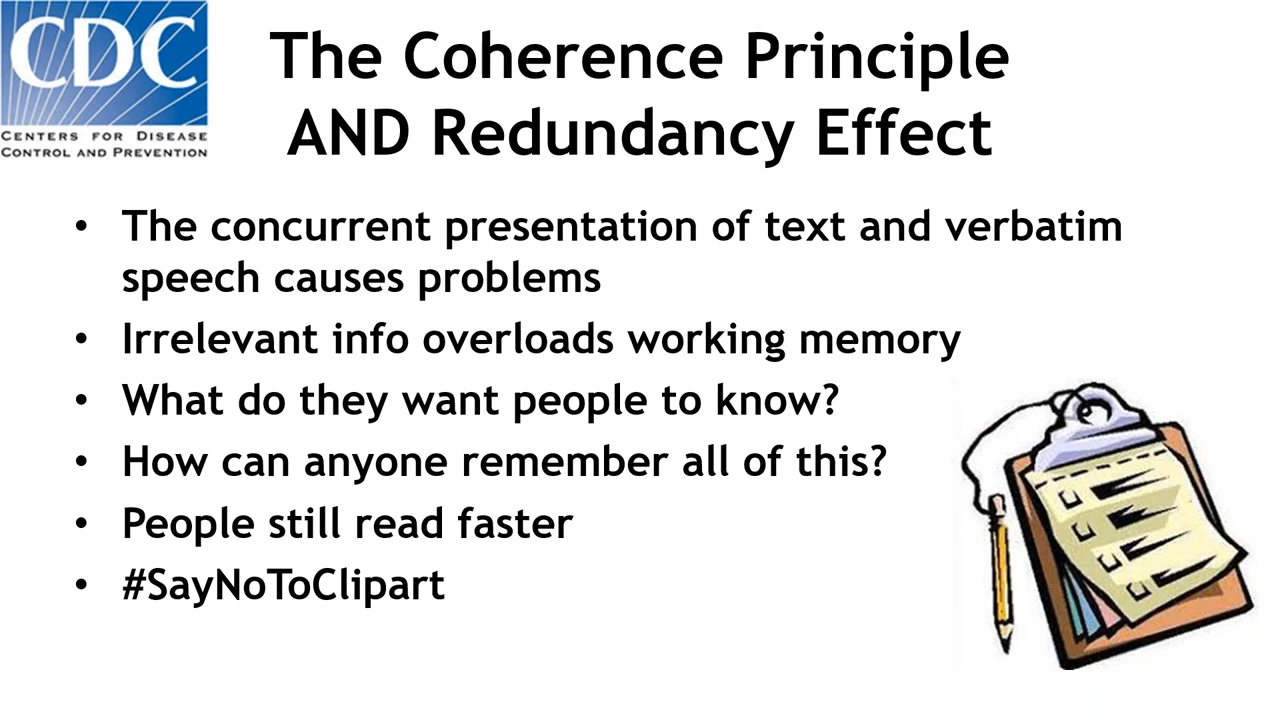 CDC
CENTERS FOR DISEASE
CONTROL AND PREVENTION
The Coherence Principle
AND Redundancy Effect
• The concurrent presentation of text and verbatim
speech causes problems
• Irrelevant info overloads working memory
• What do they want people to know?
• How can anyone remember all of this?
• People still read faster
• #SayNoToClipart